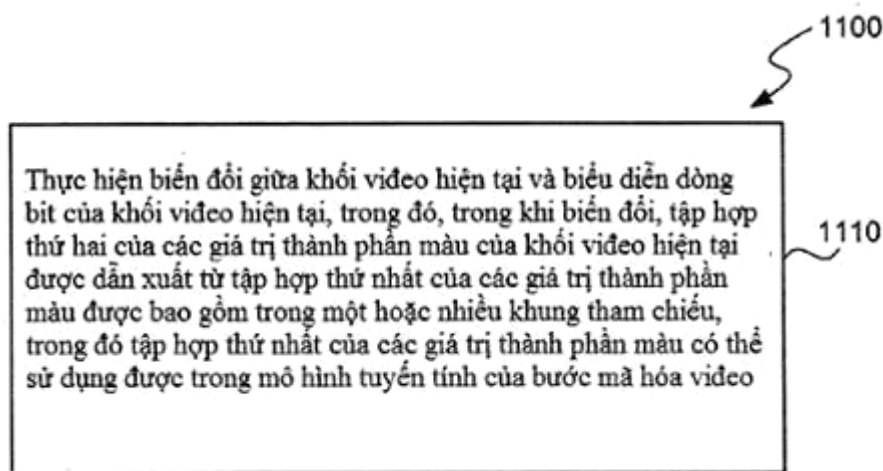 1100
Thực hiện biến đổi giữa khối viđeo hiện tại và biểu diễn dòng
bit của khối viđeo hiện tại, trong đó, trong khi biến đổi, tập hợp
thứ hai của các giá trị thành phần màu của khối viđeo hiện tại
được dẫn xuất từ tập hợp thứ nhất của các giá trị thành phần
màu được bao gồm trong một hoặc nhiều khung tham chiếu,
trong đó tập hợp thứ nhất của các giá trị thành phần màu có thể
sử dụng được trong mô hình tuyến tính của bước mã hóa viđeo
1110